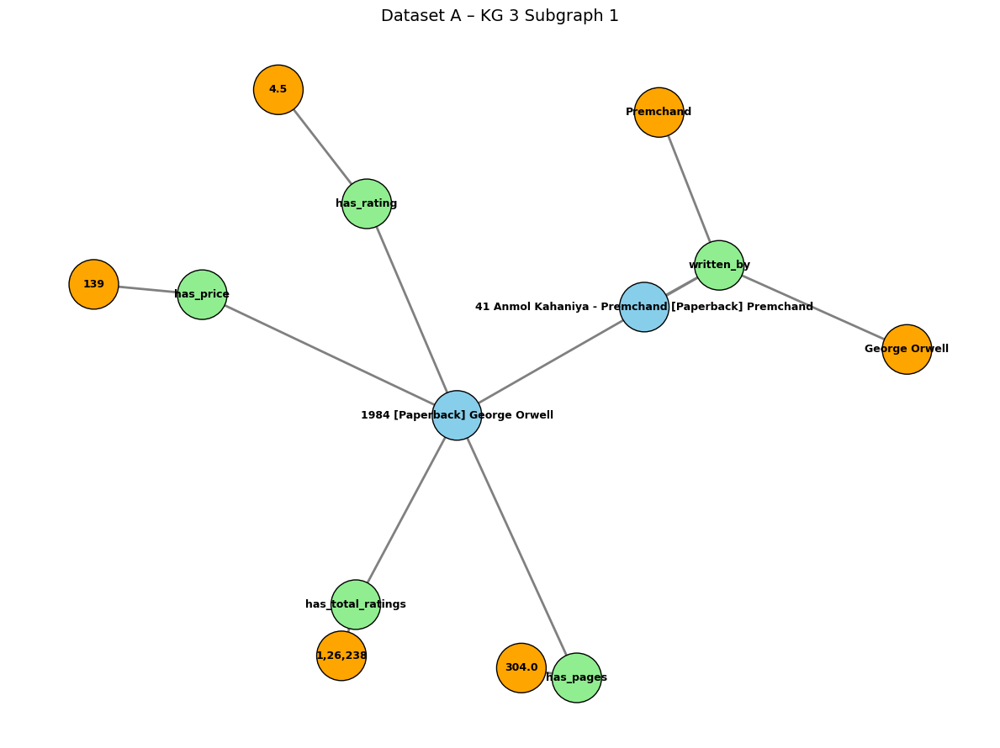 Dataset A – KG 3 Subgraph 1
4.5
Premchand
has_rating
written_by
139
has_price
41 Anmol Kahaniya - Premchand [Paperback] Premchand
George Orwell
1984 [Paperback] George Orwell
has_total_ratings
1,26,238
304.0
has_pages